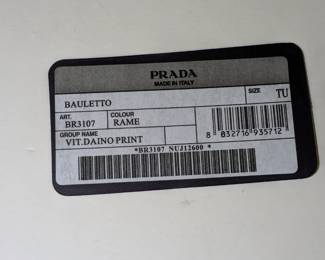 PRADA
MADE IN ITALY
BAULETTO
SIZE TU
ART. COLOUR
BR3107 RAME
GROUP NAME
VIT.DAINO PRINT
8 032716 935712
*BR3107 NUJ12600 *